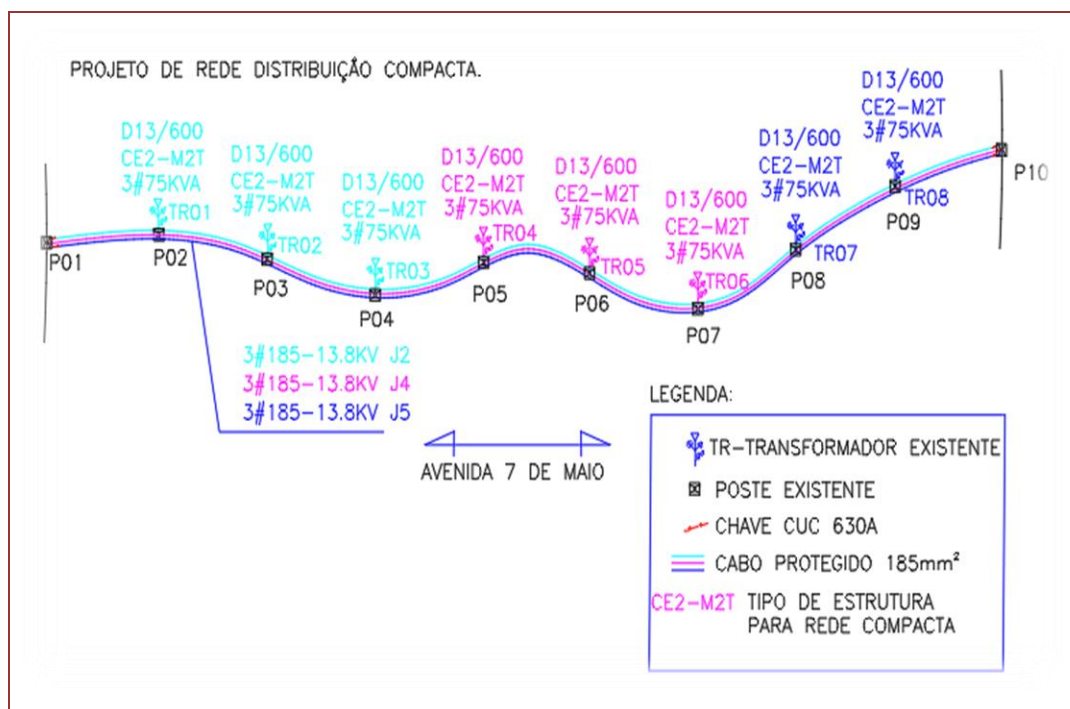 PROJETO DE REDE DISTRIBUIÇÃO COMPACTA.
D13/600
CE2-M2T
3#75KVA
TR01
D13/600
CE2-M2T
3#75KVA
TR02
D13/600
CE2-M2T
3#75KVA
TR03
D13/600
CE2-M2T
3#75KVA
TR04
D13/600
CE2-M2T
3#75KVA
TR05
D13/600
CE2-M2T
3#75KVA
TR06
D13/600
CE2-M2T
3#75KVA
TR07
D13/600
CE2-M2T
3#75KVA
TR08
P01
P02
P03
P04
P05
P06
P07
P08
P09
P10
3#185-13.8KV J2
3#185-13.8KV J4
3#185-13.8KV J5
AVENIDA 7 DE MAIO
LEGENDA:
TR-TRANSFORMADOR EXISTENTE
POSTE EXISTENTE
CHAVE CUC 630A
CABO PROTEGIDO 185mm²
CE2-M2T TIPO DE ESTRUTURA
PARA REDE COMPACTA